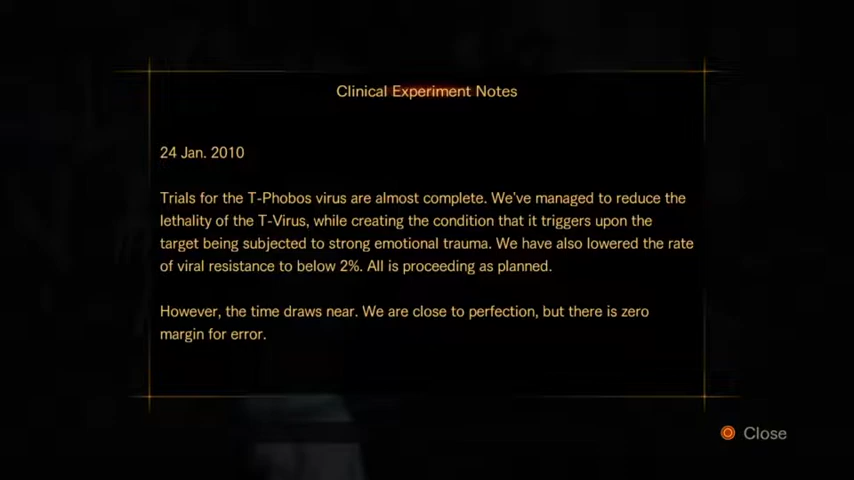 Clinical Experiment Notes
24 Jan. 2010
Trials for the T-Phobos virus are almost complete. We've managed to reduce the
lethality of the T-Virus, while creating the condition that it triggers upon the
target being subjected to strong emotional trauma. We have also lowered the rate
of viral resistance to below 2%. All is proceeding as planned.
However, the time draws near. We are close to perfection, but there is zero
margin for error.
Close